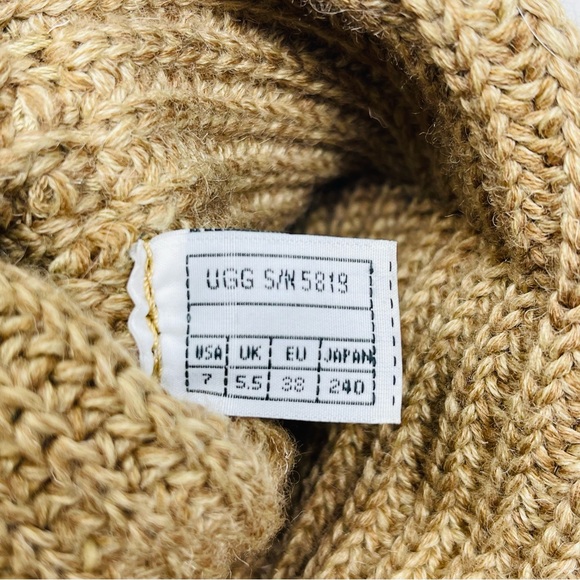 UGG S/N 5819
USA UK EU JAPAN
7 5.5 38 240